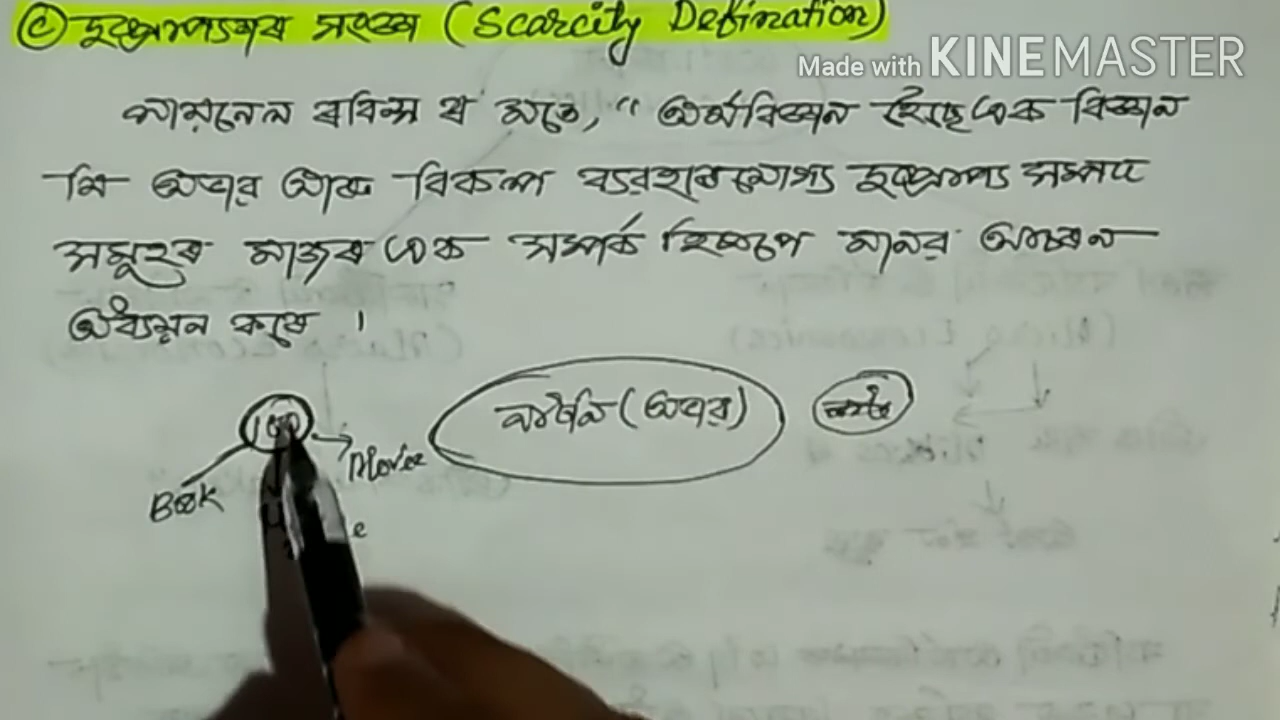 ⓒ দুষ্প্রাপ্যতাৰ সংজ্ঞা (Scarcity Defination)
Made with KINEMASTER
লায়নেল ৰবিন্স ৰ মতে, " অৰ্থবিজ্ঞান হৈছে এক বিজ্ঞান
যি অভাৱ আৰু বিকল্প ব্যৱহাৰযোগ্য দুষ্প্রাপ্য সম্পদ
সমূহৰ মাজৰ এক সম্পৰ্ক হিচাপে মানৱ আচৰণ
অধ্যয়ন কৰে ।
100
(অভাৱ)
Movie
Book